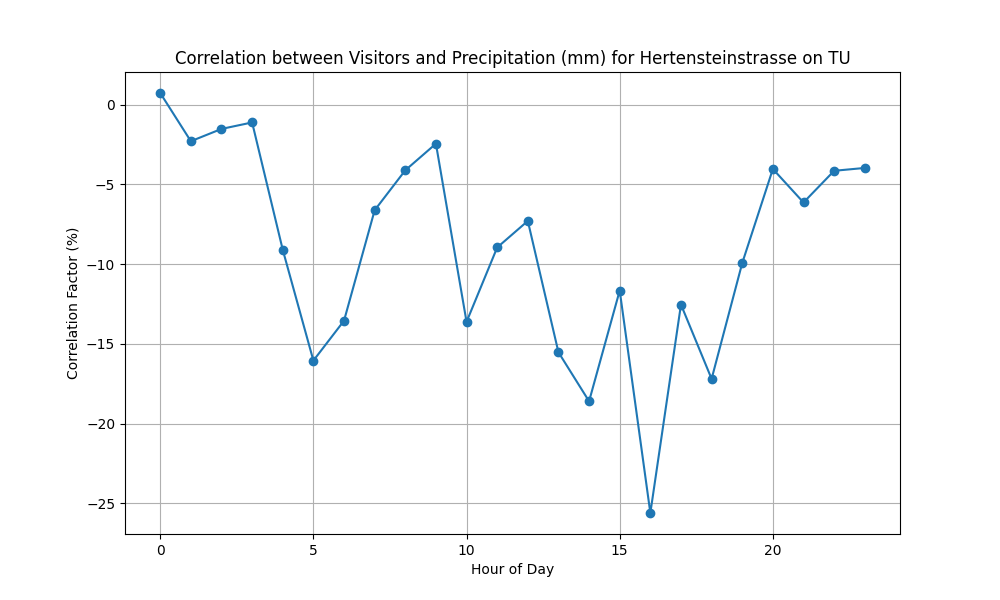 Correlation between Visitors and Precipitation (mm) for Hertensteinstrasse on TU
Correlation Factor (%)
0
−5
−10
−15
−20
−25
0 5 10 15 20
Hour of Day